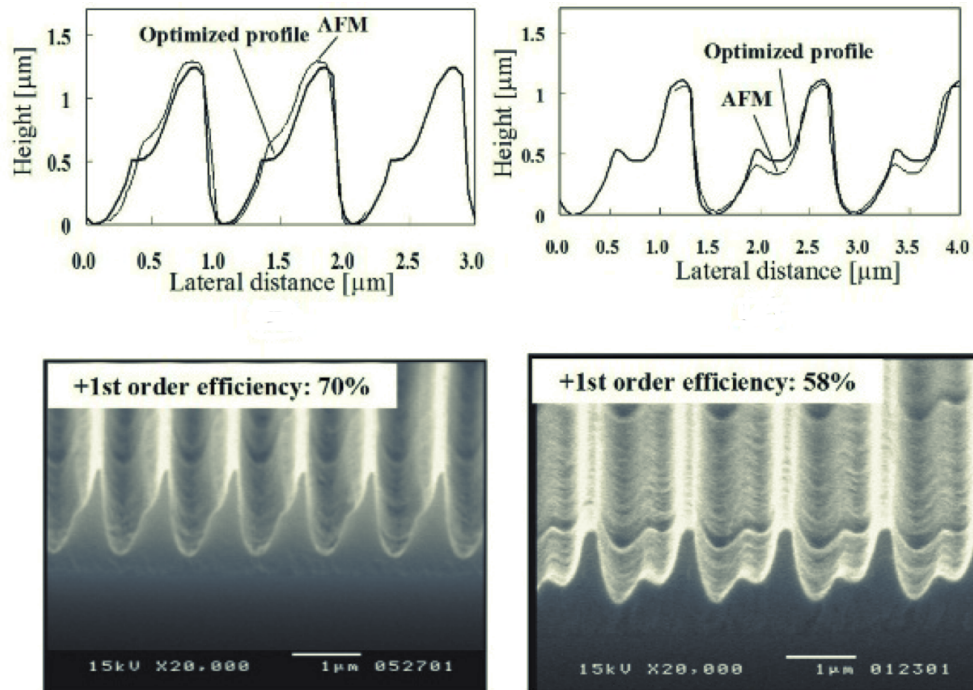 1.5
1
0.5
0
Height [µm]
Optimized profile
AFM
0.0 0.5 1.0 1.5 2.0 2.5 3.0
Lateral distance [µm]
1.5
1
0.5
0
Height [µm]
Optimized profile
AFM
0.0 0.5 1.0 1.5 2.0 2.5 3.0 3.5 4.0
Lateral distance [µm]
+1st order efficiency: 70%
15kV X20,000 1µm 052701
+1st order efficiency: 58%
15kV X20,000 1µm 012301